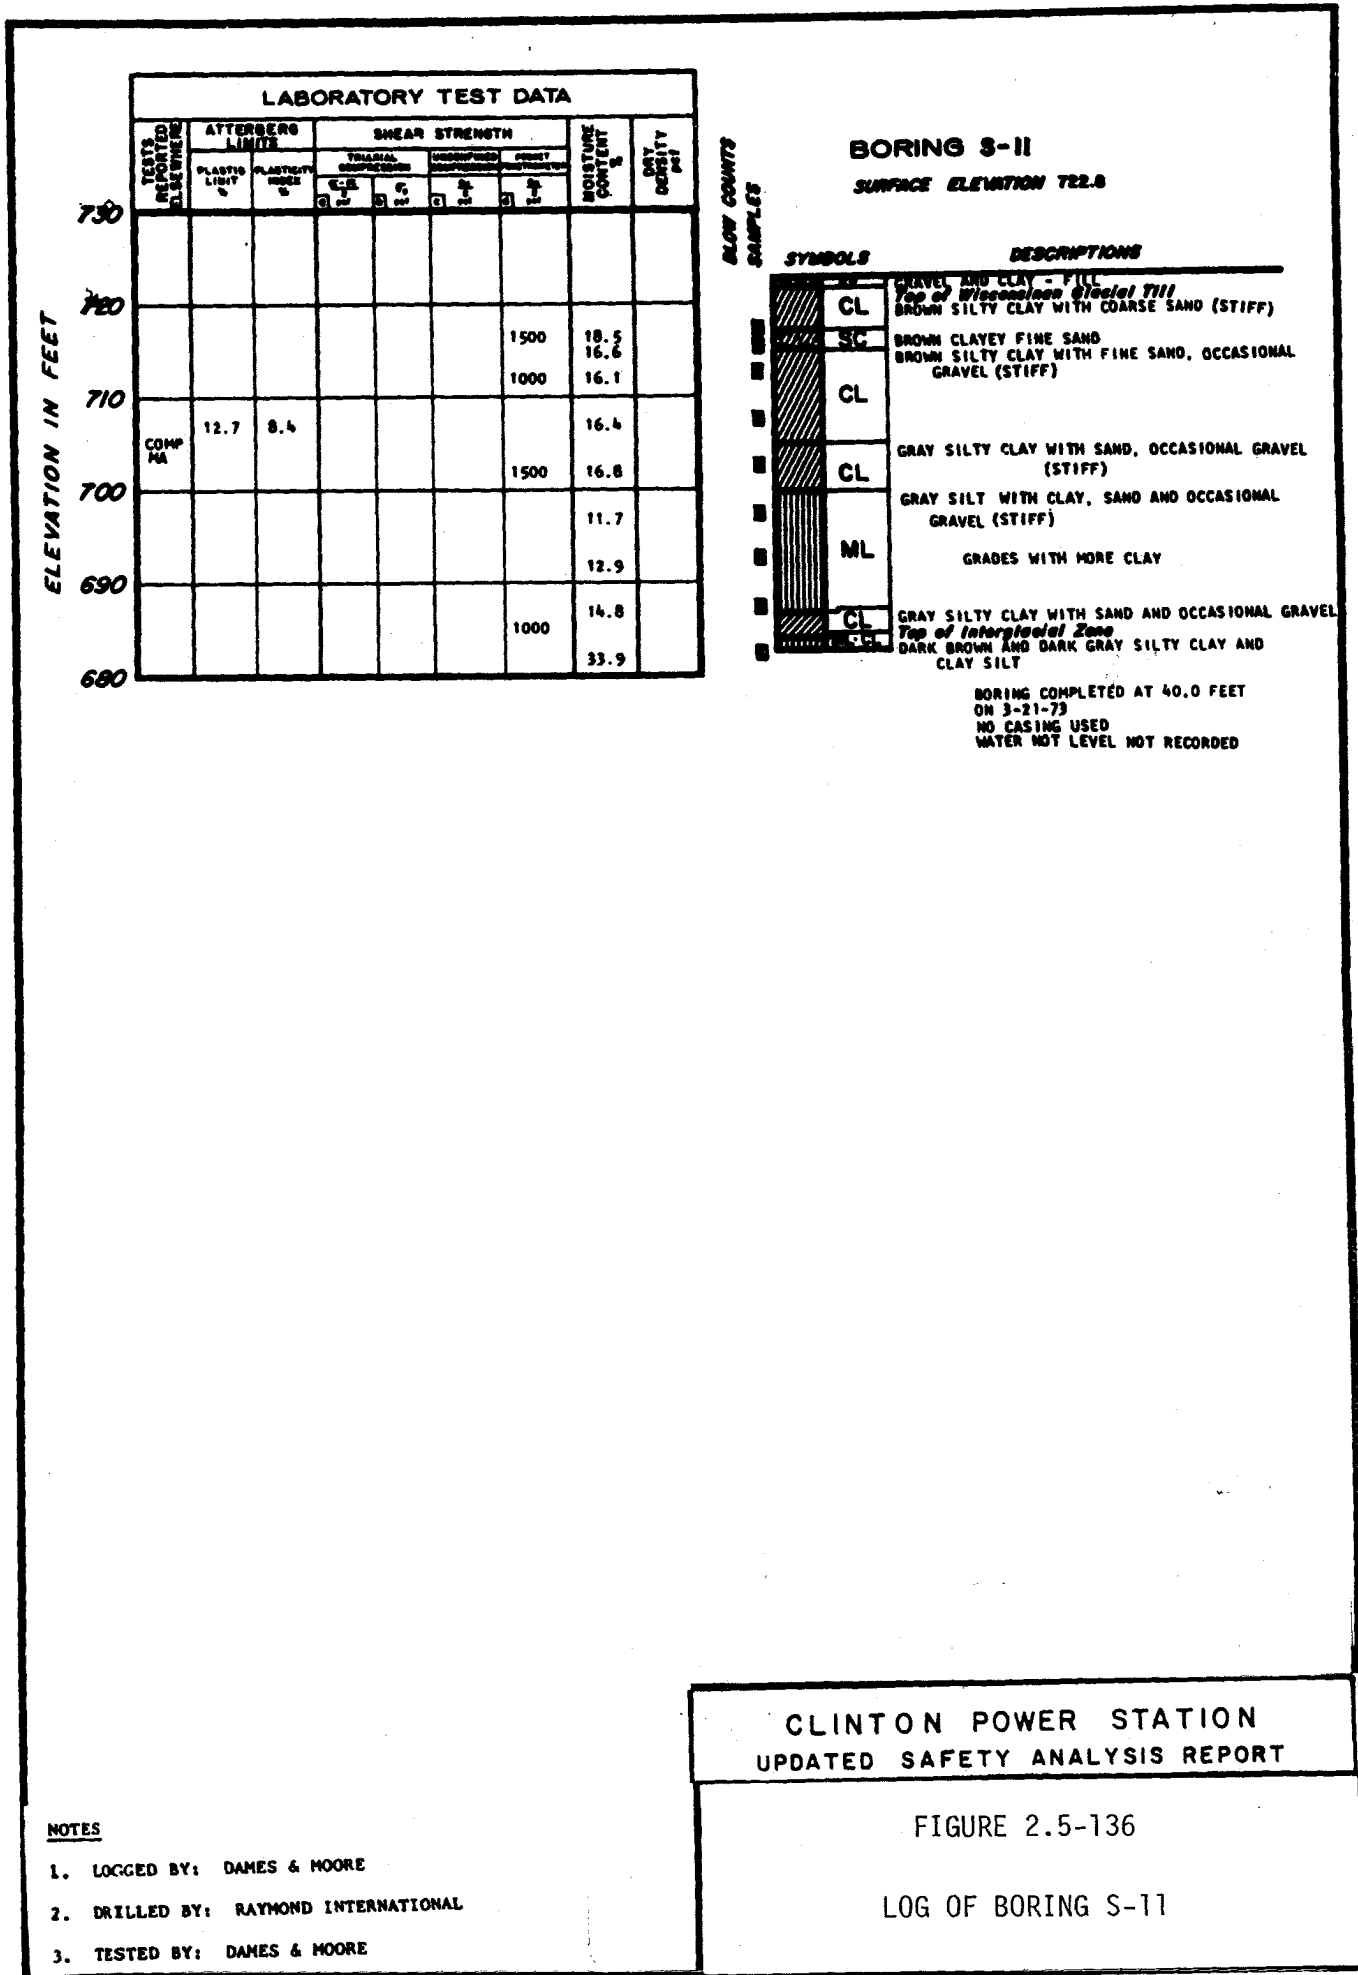 LABORATORY TEST DATA
TESTS REPORTED ELSEWHERE
ATTERBERG LIMITS
SHEAR STRENGTH
MOISTURE CONTENT
DRY DENSITY
PLASTIC LIMIT %
PLASTICITY INDEX %
TRIAXIAL COMPRESSION
730
720
710
700
690
680
ELEVATION IN FEET
1500 18.5
16.6
1000 16.1
12.7 8.4 16.4
COMP
MA
1500 16.8
11.7
12.9
14.8
1000
33.9
BLOW COUNTS
SAMPLES
BORING S-11
SURFACE ELEVATION 722.8
SYMBOLS DESCRIPTIONS
GRAVEL AND CLAY - FILL
Top of Wisconsinan Glacial Till
CL BROWN SILTY CLAY WITH COARSE SAND (STIFF)
SC BROWN CLAYEY FINE SAND
BROWN SILTY CLAY WITH FINE SAND, OCCASIONAL
GRAVEL (STIFF)
CL
GRAY SILTY CLAY WITH SAND, OCCASIONAL GRAVEL
(STIFF)
CL
GRAY SILT WITH CLAY, SAND AND OCCASIONAL
GRAVEL (STIFF)
ML
GRADES WITH MORE CLAY
CL GRAY SILTY CLAY WITH SAND AND OCCASIONAL GRAVEL
Top of Interglacial Zone
DARK BROWN AND DARK GRAY SILTY CLAY AND
CLAY SILT
BORING COMPLETED AT 40.0 FEET
ON 3-21-73
NO CASING USED
WATER NOT LEVEL NOT RECORDED
CLINTON POWER STATION
UPDATED SAFETY ANALYSIS REPORT
FIGURE 2.5-136
LOG OF BORING S-11
NOTES
1. LOGGED BY: DAMES & MOORE
2. DRILLED BY: RAYMOND INTERNATIONAL
3. TESTED BY: DAMES & MOORE